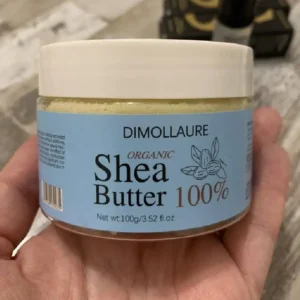 DIMOLLAURE
ORGANIC
Shea
Butter 100%
Net wt:100g/3.52 fl.oz